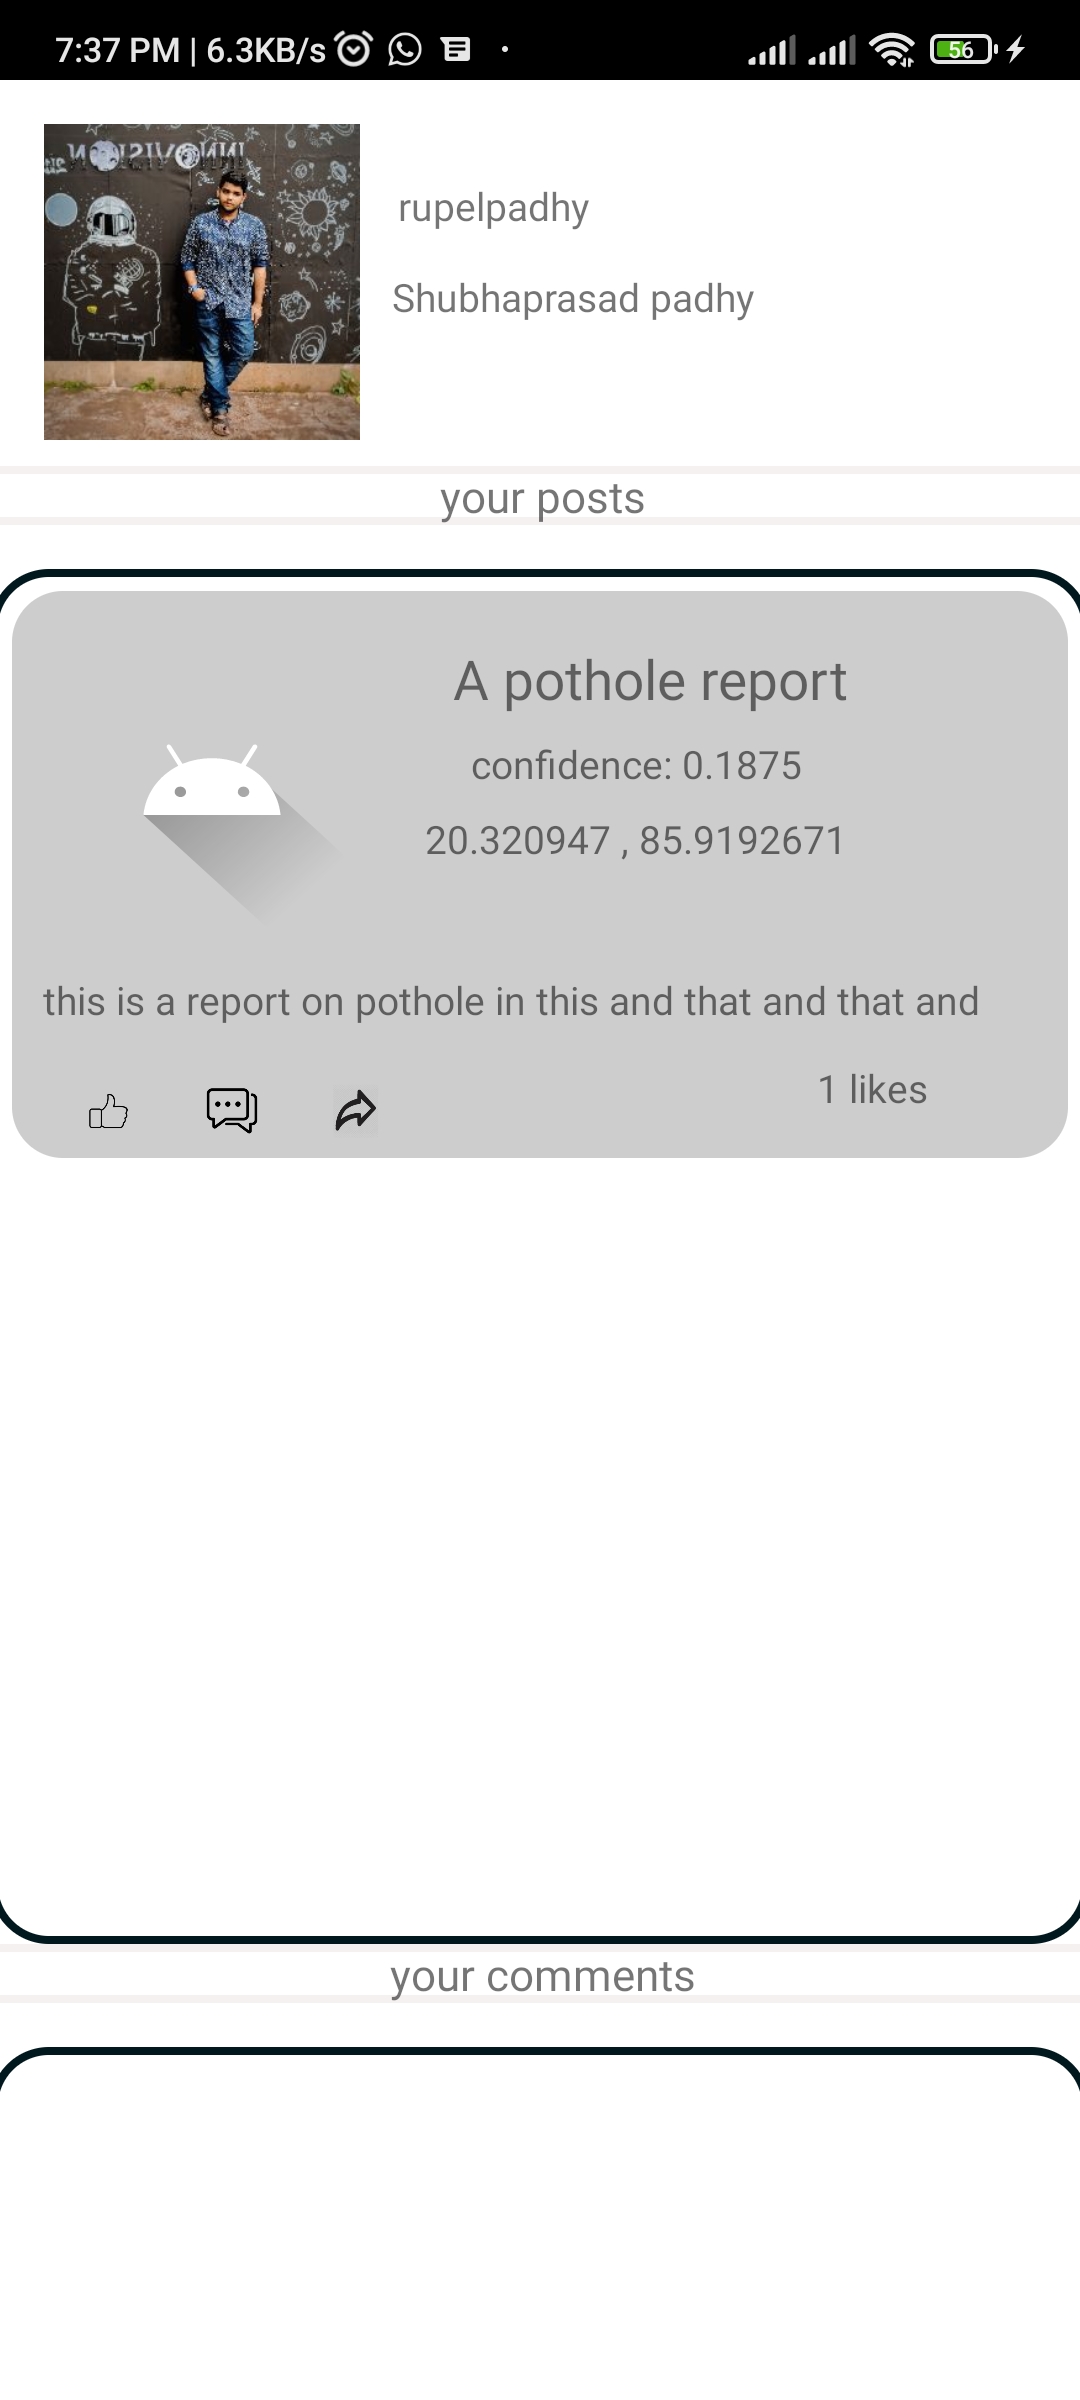 7:37 PM | 6.3KB/s
56
INNOVISION
rupelpadhy
Shubhaprasad padhy
your posts
A pothole report
confidence: 0.1875
20.320947 , 85.9192671
this is a report on pothole in this and that and that and
1 likes
your comments